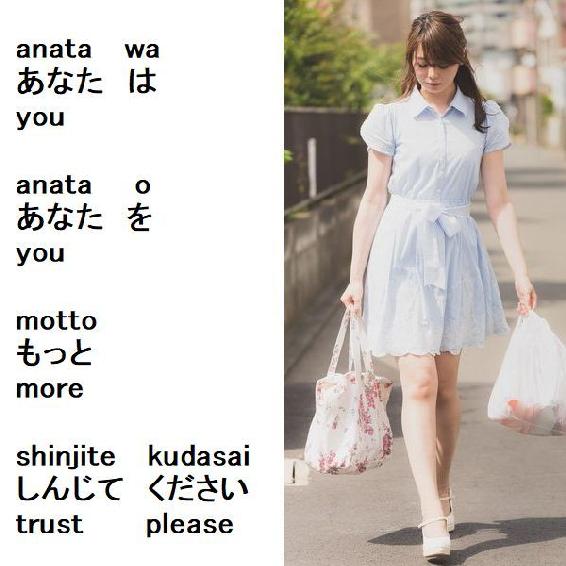 anata wa
あなた は
you
anata o
あなた を
you
motto
もっと
more
shinjite kudasai
しんじて ください
trust please